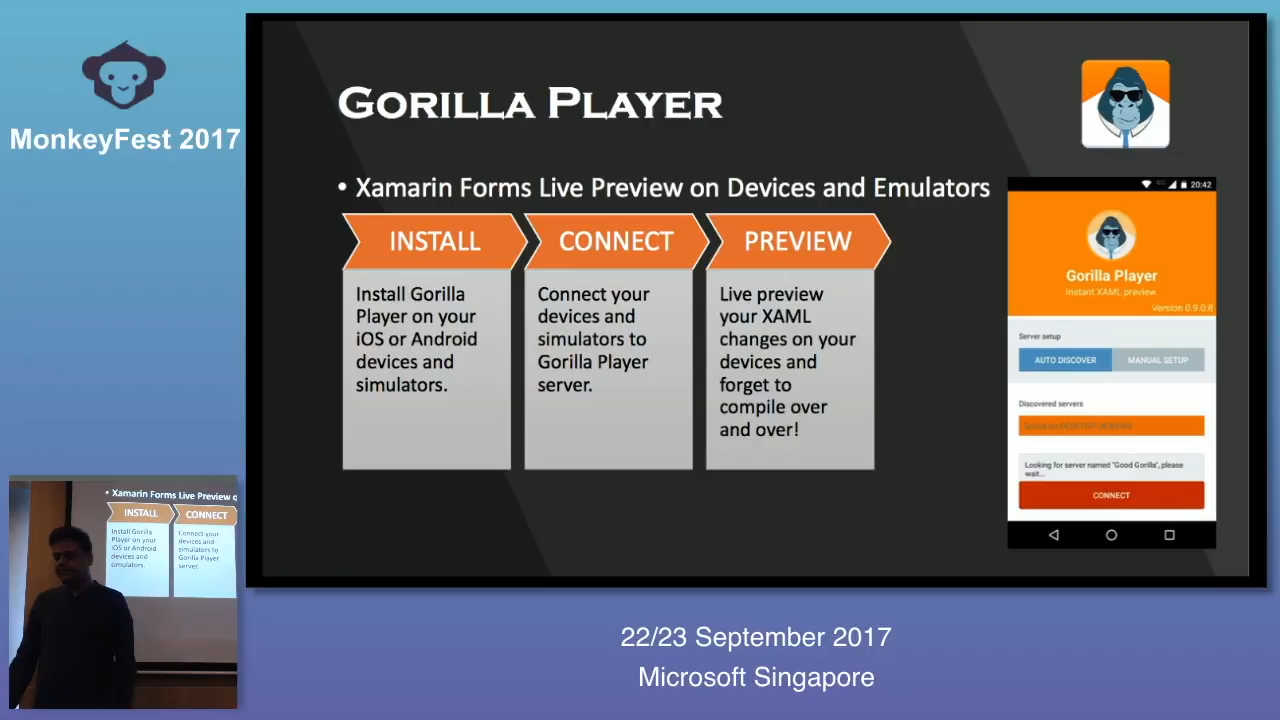 MonkeyFest 2017
GORILLA PLAYER
• Xamarin Forms Live Preview on Devices and Emulators
INSTALL
Install Gorilla
Player on your
iOS or Android
devices and
simulators.
CONNECT
Connect your
devices and
simulators to
Gorilla Player
server.
PREVIEW
Live preview
your XAML
changes on your
devices and
forget to
compile over
and over!
20:42
Gorilla Player
Instant XAML preview.
Version 0.9.0.8
Server setup
AUTO DISCOVER
MANUAL SETUP
Discovered servers
Looking for server named "Good Gorilla", please
wait...
CONNECT
• Xamarin Forms Live Preview o
INSTALL
Install Gorilla
Player on your
iOS or Android
devices and
simulators.
CONNECT
Connect your
devices and
simulators to
Gorilla Player
server.
22/23 September 2017
Microsoft Singapore